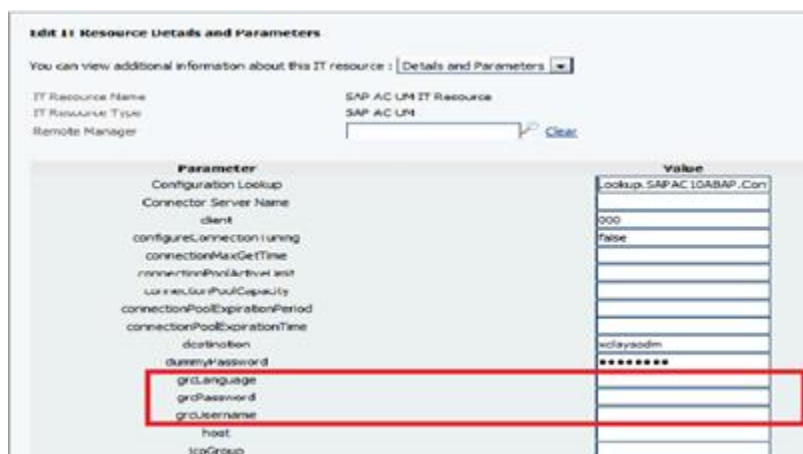 Edit IT Resource Details and Parameters
You can view additional information about this IT resource : Details and Parameters
IT Resource Name SAP AC UM IT Resource
IT Resource Type SAP AC UM
Remote Manager Clear
Parameter Value
Configuration Lookup Lookup.SAPAC10ABAP.Con
Connector Server Name
client 000
configureConnectionTuning false
connectionMaxGetTime
connectionPoolActiveLimit
connectionPoolCapacity
connectionPoolExpirationPeriod
connectionPoolExpirationTime
destination
dummyPassword ●●●●●●●●
grcLanguage
grcPassword
grcUsername
host
jcoGroup